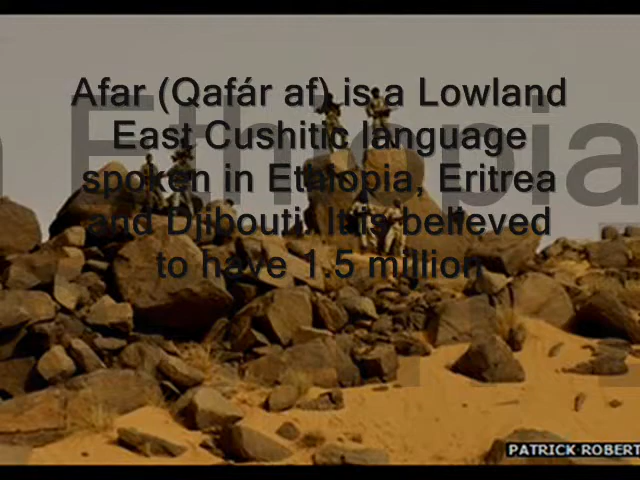 Afar (Qafár af) is a Lowland
East Cushitic language
spoken in Ethiopia, Eritrea
and Djibouti. It is believed
to have 1.5 million
n Ethiopia
PATRICK ROBERT